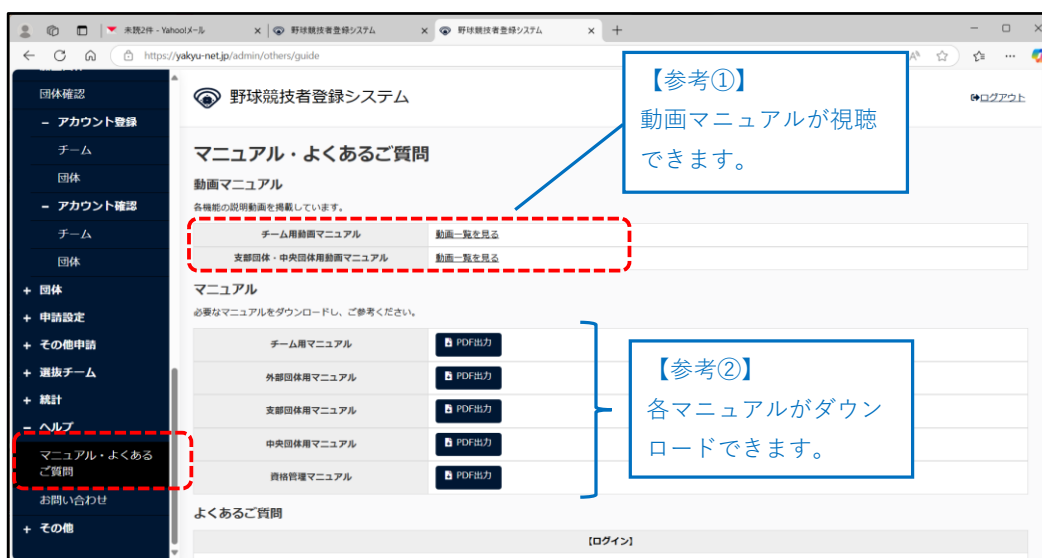 未読2件 - Yahoo!メール
野球競技者登録システム
野球競技者登録システム
https://yakyu-net.jp/admin/others/guide
団体確認
− アカウント登録
チーム
団体
− アカウント確認
チーム
団体
+ 団体
+ 申請設定
+ その他申請
+ 選抜チーム
+ 統計
− ヘルプ
マニュアル・よくある
ご質問
お問い合わせ
+ その他
野球競技者登録システム
ログアウト
マニュアル・よくあるご質問
動画マニュアル
各機能の説明動画を掲載しています。
チーム用動画マニュアル 動画一覧を見る
支部団体・中央団体用動画マニュアル 動画一覧を見る
マニュアル
必要なマニュアルをダウンロードし、ご参考ください。
チーム用マニュアル PDF出力
外部団体用マニュアル PDF出力
支部団体用マニュアル PDF出力
中央団体用マニュアル PDF出力
資格管理マニュアル PDF出力
よくあるご質問
【ログイン】
【参考①】
動画マニュアルが視聴
できます。
【参考②】
各マニュアルがダウン
ロードできます。